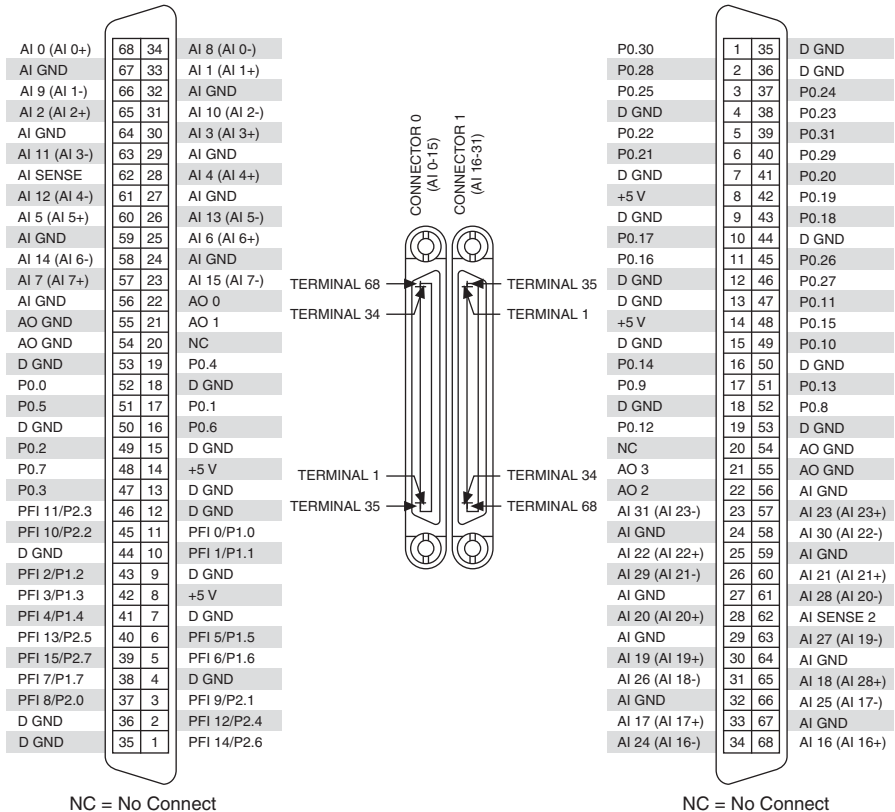 AI 0 (AI 0+) 68 34 AI 8 (AI 0-)
AI GND 67 33 AI 1 (AI 1+)
AI 9 (AI 1-) 66 32 AI GND
AI 2 (AI 2+) 65 31 AI 10 (AI 2-)
AI GND 64 30 AI 3 (AI 3+)
AI 11 (AI 3-) 63 29 AI GND
AI SENSE 62 28 AI 4 (AI 4+)
AI 12 (AI 4-) 61 27 AI GND
AI 5 (AI 5+) 60 26 AI 13 (AI 5-)
AI GND 59 25 AI 6 (AI 6+)
AI 14 (AI 6-) 58 24 AI GND
AI 7 (AI 7+) 57 23 AI 15 (AI 7-)
AI GND 56 22 AO 0
AO GND 55 21 AO 1
AO GND 54 20 NC
D GND 53 19 P0.4
P0.0 52 18 D GND
P0.5 51 17 P0.1
D GND 50 16 P0.6
P0.2 49 15 D GND
P0.7 48 14 +5 V
P0.3 47 13 D GND
PFI 11/P2.3 46 12 D GND
PFI 10/P2.2 45 11 PFI 0/P1.0
D GND 44 10 PFI 1/P1.1
PFI 2/P1.2 43 9 D GND
PFI 3/P1.3 42 8 +5 V
PFI 4/P1.4 41 7 D GND
PFI 13/P2.5 40 6 PFI 5/P1.5
PFI 15/P2.7 39 5 PFI 6/P1.6
PFI 7/P1.7 38 4 D GND
PFI 8/P2.0 37 3 PFI 9/P2.1
D GND 36 2 PFI 12/P2.4
D GND 35 1 PFI 14/P2.6
NC = No Connect
CONNECTOR 0
(AI 0-15)
CONNECTOR 1
(AI 16-31)
TERMINAL 68
TERMINAL 35
TERMINAL 34
TERMINAL 1
TERMINAL 1
TERMINAL 34
TERMINAL 35
TERMINAL 68
P0.30 1 35 D GND
P0.28 2 36 D GND
P0.25 3 37 P0.24
D GND 4 38 P0.23
P0.22 5 39 P0.31
P0.21 6 40 P0.29
D GND 7 41 P0.20
+5 V 8 42 P0.19
D GND 9 43 P0.18
P0.17 10 44 D GND
P0.16 11 45 P0.26
D GND 12 46 P0.27
D GND 13 47 P0.11
+5 V 14 48 P0.15
D GND 15 49 P0.10
P0.14 16 50 D GND
P0.9 17 51 P0.13
D GND 18 52 P0.8
P0.12 19 53 D GND
NC 20 54 AO GND
AO 3 21 55 AO GND
AO 2 22 56 AI GND
AI 31 (AI 23-) 23 57 AI 23 (AI 23+)
AI GND 24 58 AI 30 (AI 22-)
AI 22 (AI 22+) 25 59 AI GND
AI 29 (AI 21-) 26 60 AI 21 (AI 21+)
AI GND 27 61 AI 28 (AI 20-)
AI 20 (AI 20+) 28 62 AI SENSE 2
AI GND 29 63 AI 27 (AI 19-)
AI 19 (AI 19+) 30 64 AI GND
AI 26 (AI 18-) 31 65 AI 18 (AI 28+)
AI GND 32 66 AI 25 (AI 17-)
AI 17 (AI 17+) 33 67 AI GND
AI 24 (AI 16-) 34 68 AI 16 (AI 16+)
NC = No Connect